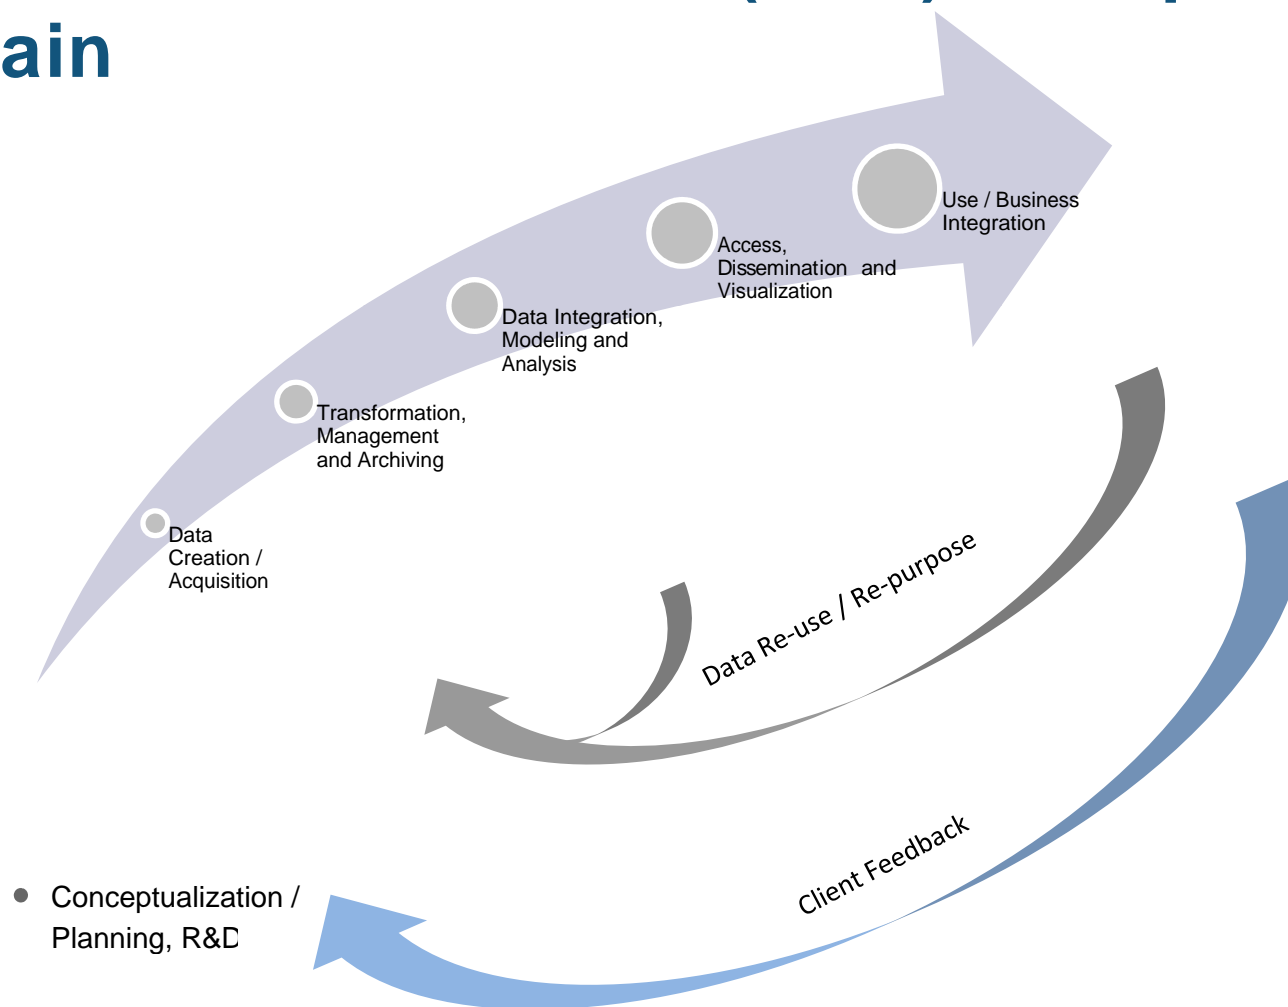 ain
Use / Business
Integration
Access,
Dissemination and
Visualization
Data Integration,
Modeling and
Analysis
Transformation,
Management
and Archiving
Data
Creation /
Acquisition
Data Re-use / Re-purpose
Client Feedback
Conceptualization /
Planning, R&D